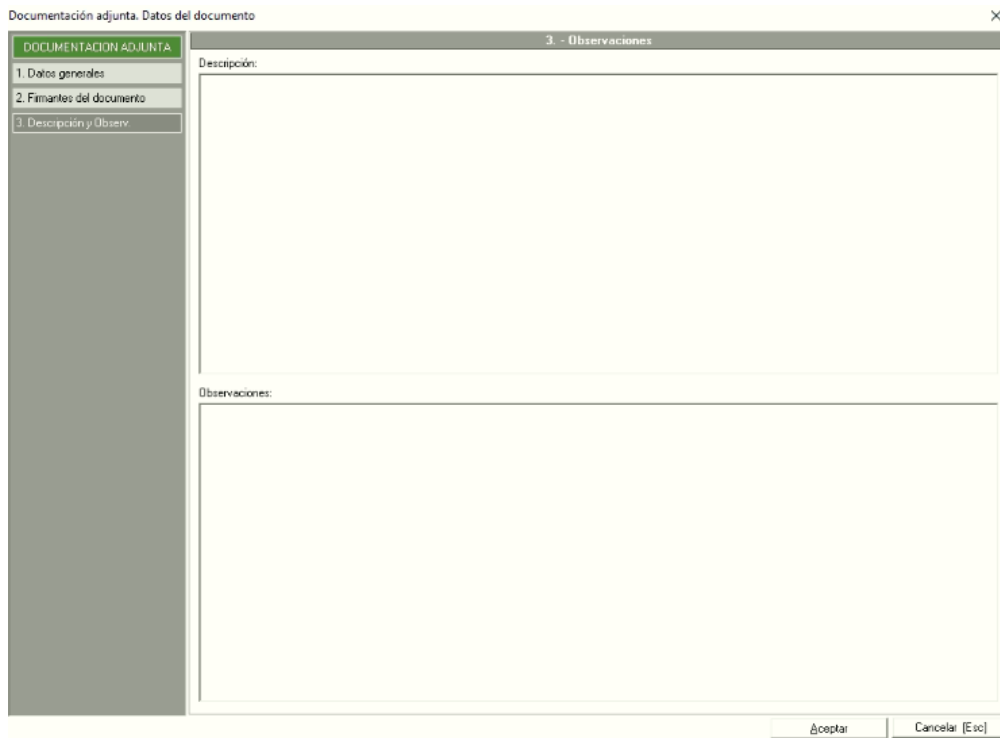 Documentación adjunta. Datos del documento
DOCUMENTACION ADJUNTA
1. Datos generales
2. Firmantes del documento
3. Descripción y Observ.
3. - Observaciones
Descripción:
Observaciones:
Aceptar
Cancelar [Esc]